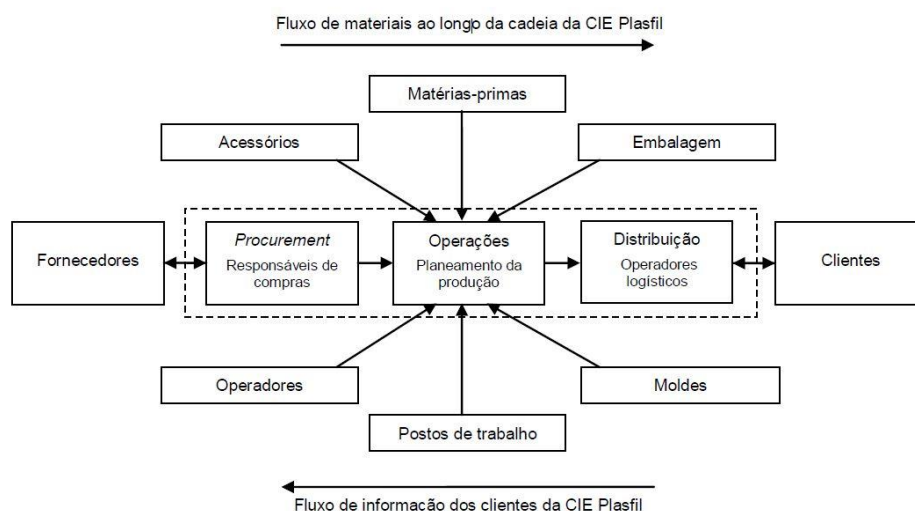 Fluxo de materiais ao longo da cadeia da CIE Plasfil
Matérias-primas
Acessórios
Embalagem
Fornecedores
Procurement
Responsáveis de
compras
Operações
Planeamento da
produção
Distribuição
Operadores
logísticos
Clientes
Operadores
Moldes
Postos de trabalho
Fluxo de informação dos clientes da CIE Plasfil